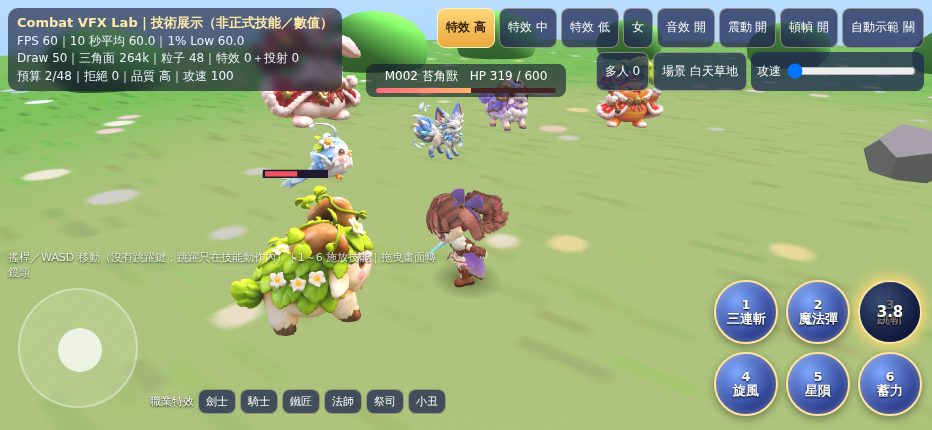 Combat VFX Lab｜技術展示（非正式技能／數值）
FPS 60｜10 秒平均 60.0｜1% Low 60.0
Draw 50｜三角面 264k｜粒子 48｜特效 0＋投射 0
預算 2/48｜拒絕 0｜品質 高｜攻速 100
特效 高
特效 中
特效 低
女
音效 開
震動 開
頓幀 開
自動示範 關
多人 0
場景 白天草地
攻速
M002 苔角獸 HP 319 / 600
搖桿／WASD 移動（沒有跳躍鍵；跳躍只在技能動作內）｜1～6 施放技能｜拖曳畫面轉
鏡頭
1
三連斬
2
魔法彈
3
3.8
跳斬
4
旋風
5
星隕
6
蓄力
職業特效
劍士
騎士
鐵匠
法師
祭司
小丑